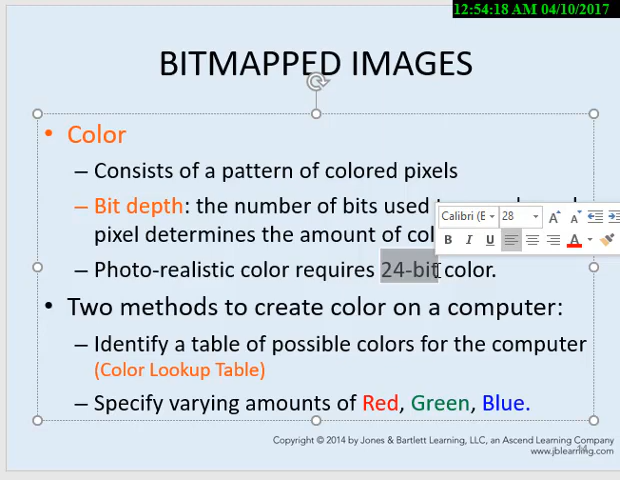 12:54:18 AM 04/10/2017
BITMAPPED IMAGES
• Color
– Consists of a pattern of colored pixels
– Bit depth: the number of bits used
pixel determines the amount of
Calibri (E
28
A A
B I U
A
– Photo-realistic color requires 24-bit color.
• Two methods to create color on a computer:
– Identify a table of possible colors for the computer
(Color Lookup Table)
– Specify varying amounts of Red, Green, Blue.
Copyright © 2014 by Jones & Bartlett Learning, LLC, an Ascend Learning Company
www.jblearning.com
14